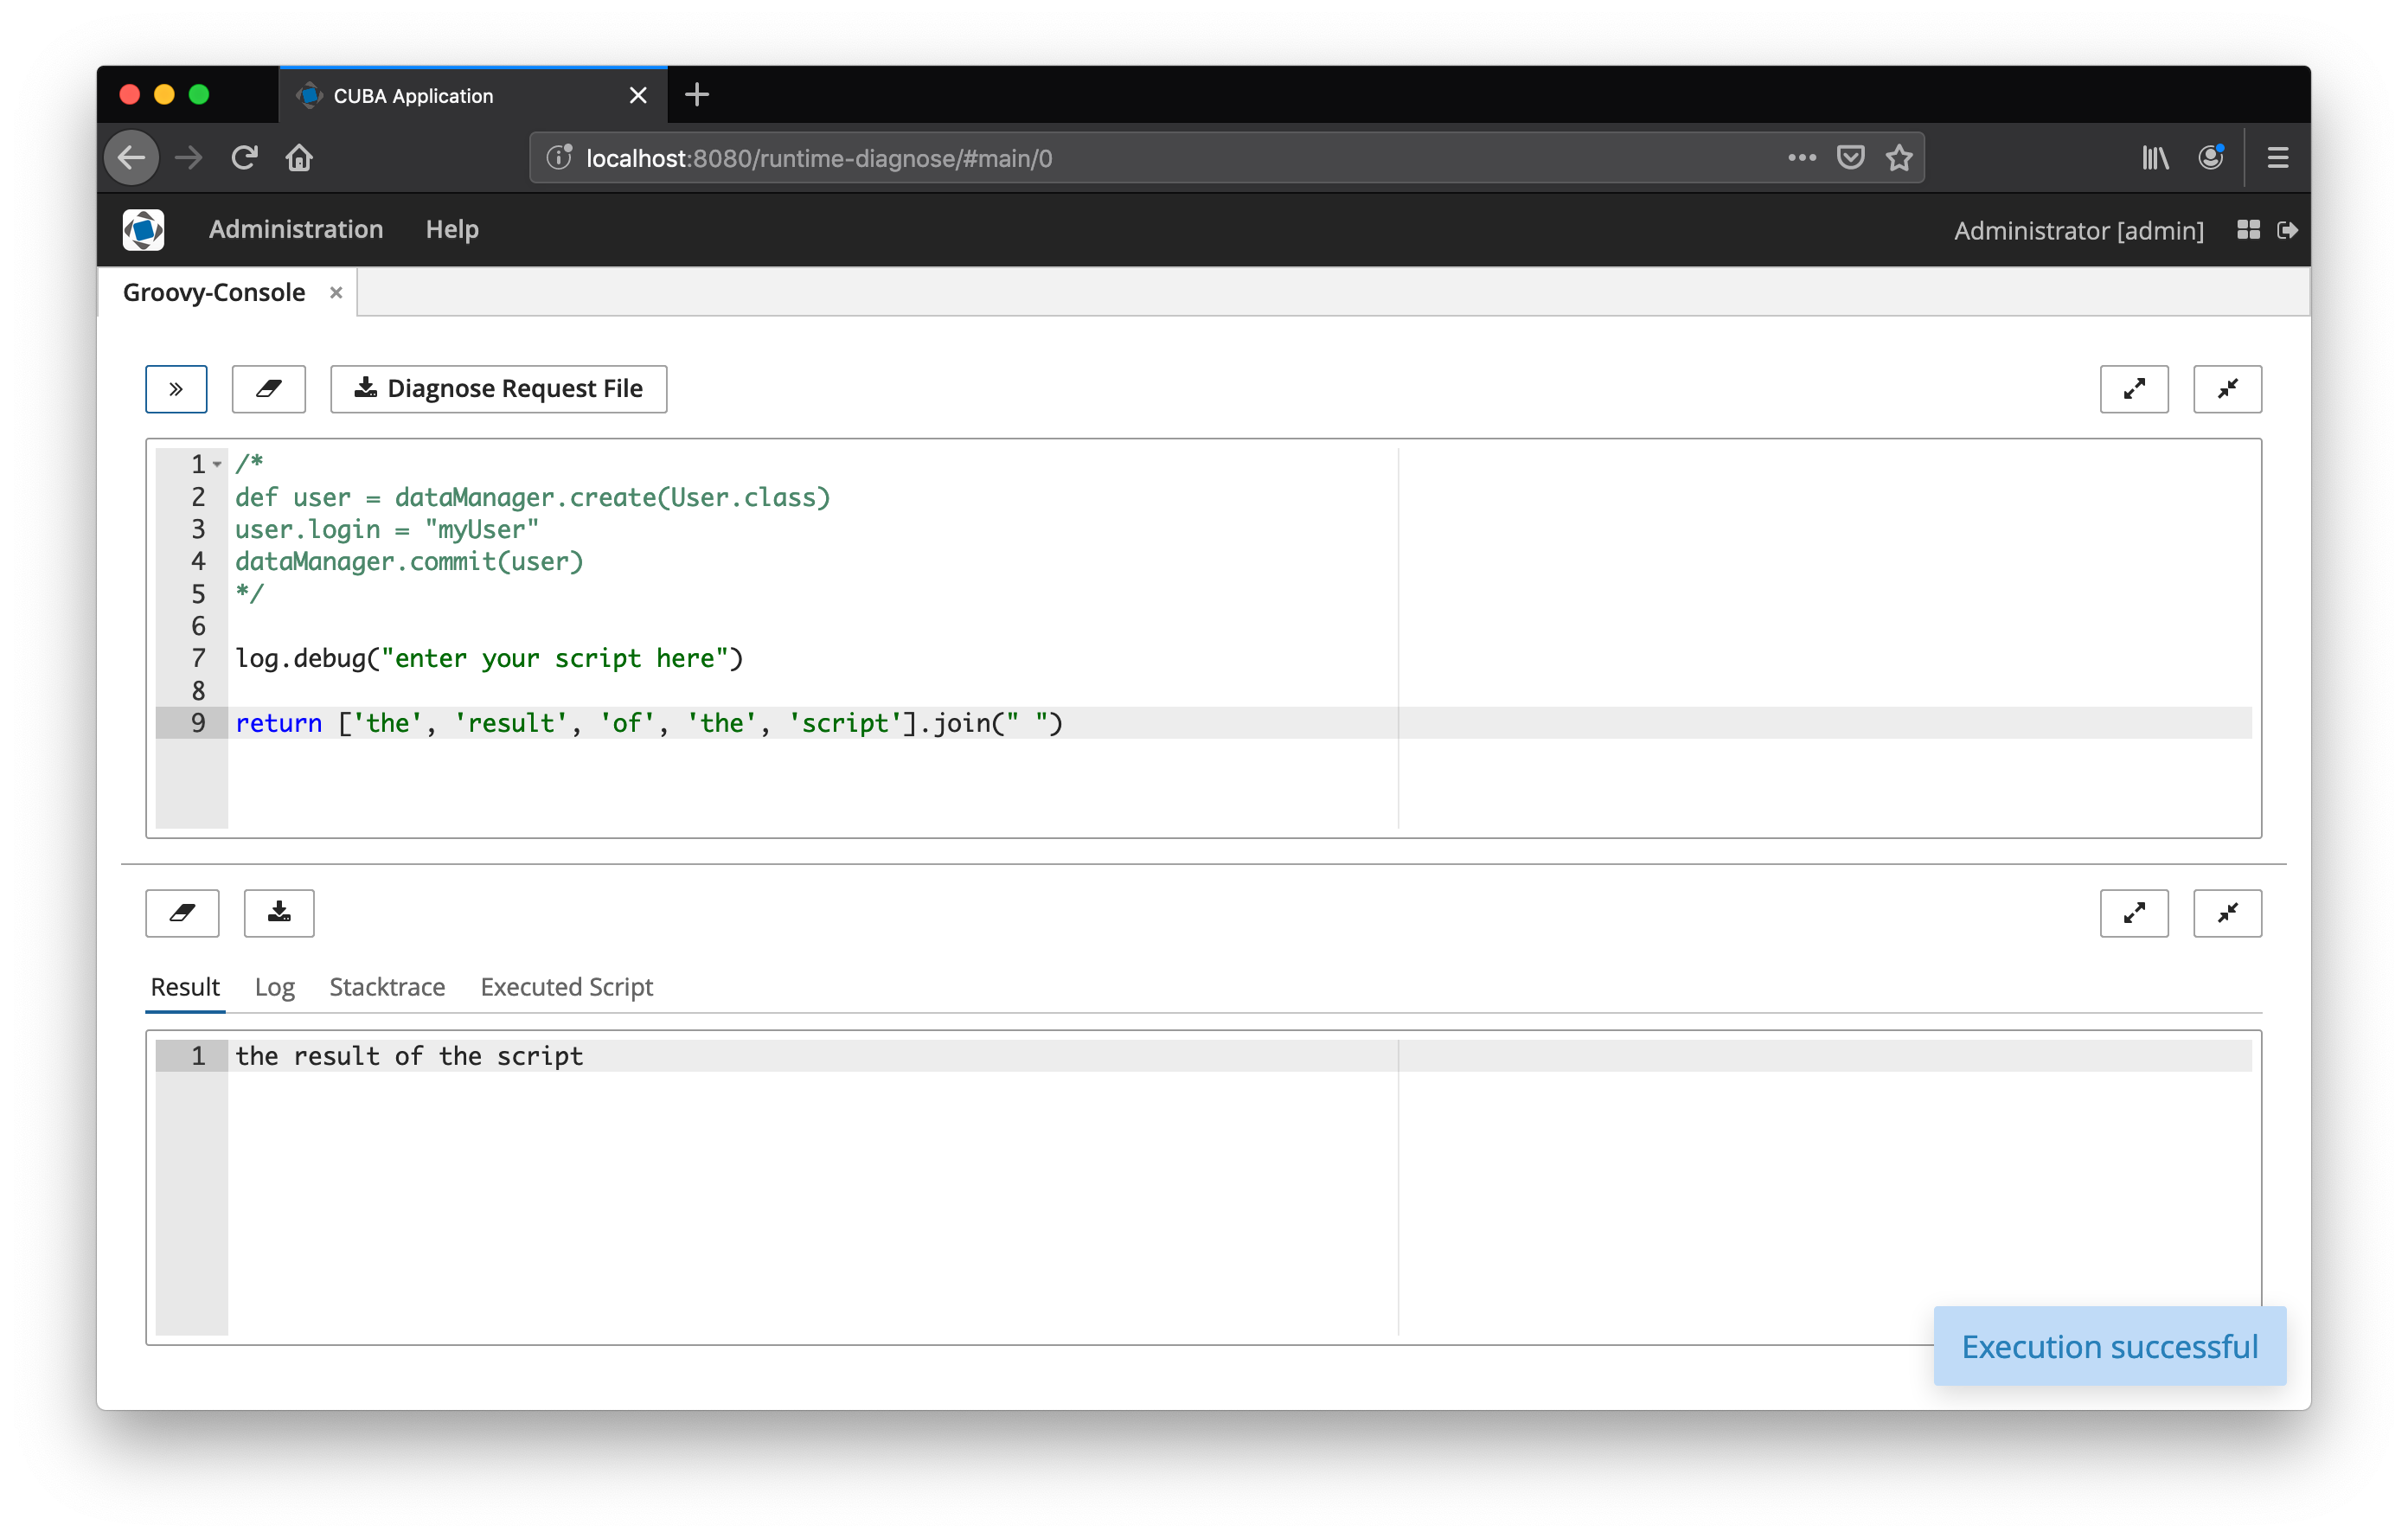 CUBA Application
localhost:8080/runtime-diagnose/#main/0
Administration Help Administrator [admin]
Groovy-Console
Diagnose Request File
1 /*
2 def user = dataManager.create(User.class)
3 user.login = "myUser"
4 dataManager.commit(user)
5 */
6
7 log.debug("enter your script here")
8
9 return ['the', 'result', 'of', 'the', 'script'].join(" ")
Result Log Stacktrace Executed Script
1 the result of the script
Execution successful